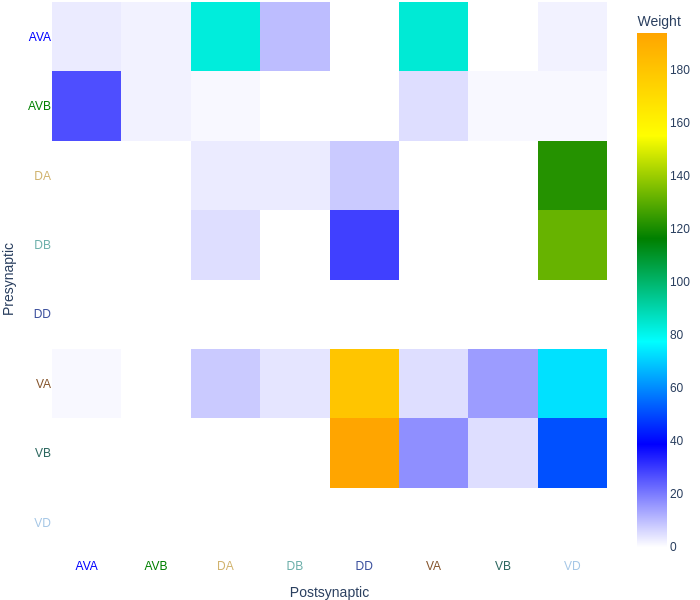 Weight
AVA
AVB
DA
DB
DD
VA
VB
VD
Presynaptic
180
160
140
120
100
80
60
40
20
0
AVA AVB DA DB DD VA VB VD
Postsynaptic